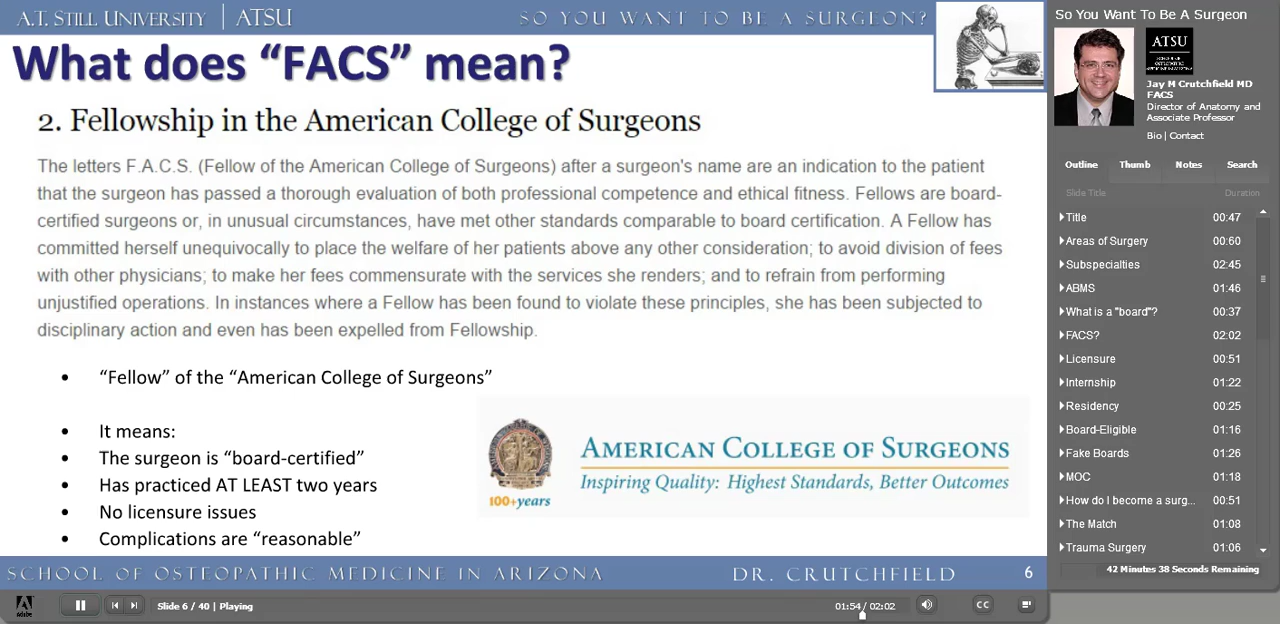 A.T. STILL UNIVERSITY | ATSU
SO YOU WANT TO BE A SURGEON?
What does “FACS” mean?
2. Fellowship in the American College of Surgeons
The letters F.A.C.S. (Fellow of the American College of Surgeons) after a surgeon's name are an indication to the patient
that the surgeon has passed a thorough evaluation of both professional competence and ethical fitness. Fellows are board-
certified surgeons or, in unusual circumstances, have met other standards comparable to board certification. A Fellow has
committed herself unequivocally to place the welfare of her patients above any other consideration; to avoid division of fees
with other physicians; to make her fees commensurate with the services she renders; and to refrain from performing
unjustified operations. In instances where a Fellow has been found to violate these principles, she has been subjected to
disciplinary action and even has been expelled from Fellowship.
• “Fellow” of the “American College of Surgeons”
• It means:
• The surgeon is “board-certified”
• Has practiced AT LEAST two years
• No licensure issues
• Complications are “reasonable”
100+years
AMERICAN COLLEGE OF SURGEONS
Inspiring Quality: Highest Standards, Better Outcomes
SCHOOL OF OSTEOPATHIC MEDICINE IN ARIZONA
DR. CRUTCHFIELD
6
So You Want To Be A Surgeon
ATSU
Jay M Crutchfield MD
FACS
Director of Anatomy and
Associate Professor
Bio | Contact
Outline Thumb Notes Search
Slide Title Duration
Title 00:47
Areas of Surgery 00:60
Subspecialties 02:45
ABMS 01:46
What is a "board"? 00:37
FACS? 02:02
Licensure 00:51
Internship 01:22
Residency 00:25
Board-Eligible 01:16
Fake Boards 01:26
MOC 01:18
How do I become a surg... 00:51
The Match 01:08
Trauma Surgery 01:06
42 Minutes 38 Seconds Remaining
Adobe
Slide 6 / 40 | Playing
01:54 / 02:02
CC